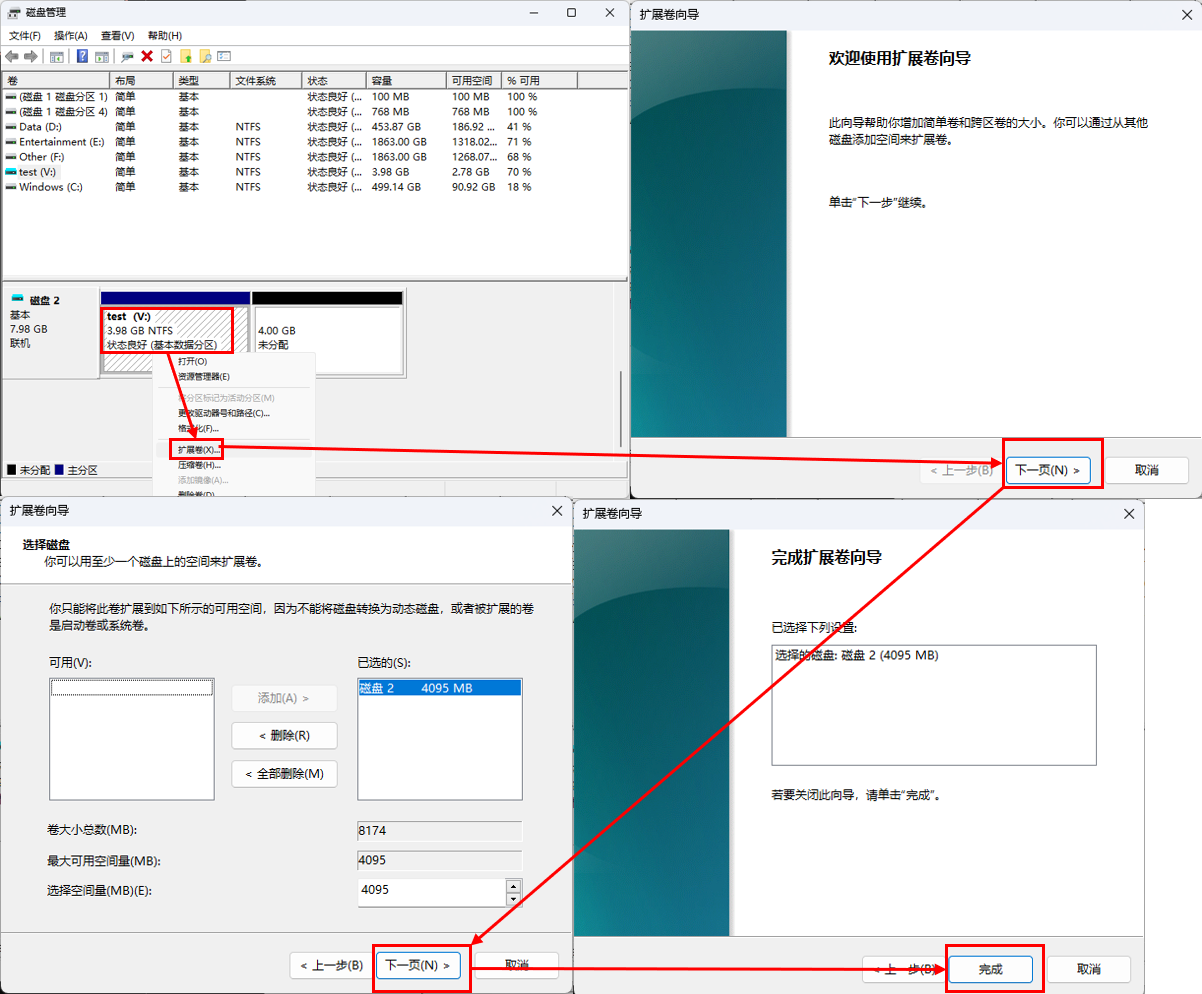 磁盘管理
文件(F) 操作(A) 查看(V) 帮助(H)
卷 布局 类型 文件系统 状态 容量 可用空间 % 可用
(磁盘 1 磁盘分区 1) 简单 基本 状态良好 (... 100 MB 100 MB 100 %
(磁盘 1 磁盘分区 4) 简单 基本 状态良好 (... 768 MB 768 MB 100 %
Data (D:) 简单 基本 NTFS 状态良好 (... 453.87 GB 186.92 ... 41 %
Entertainment (E:) 简单 基本 NTFS 状态良好 (... 1863.00 GB 1318.02... 71 %
Other (F:) 简单 基本 NTFS 状态良好 (... 1863.00 GB 1268.07... 68 %
test (V:) 简单 基本 NTFS 状态良好 (... 3.98 GB 2.78 GB 70 %
Windows (C:) 简单 基本 NTFS 状态良好 (... 499.14 GB 90.92 GB 18 %
磁盘 2
基本
7.98 GB
联机
test (V:)
3.98 GB NTFS
状态良好 (基本数据分区)
4.00 GB
未分配
打开(O)
资源管理器(E)
将分区标记为活动分区(M)
更改驱动器号和路径(C)...
格式化(F)...
扩展卷(X)...
压缩卷(H)...
添加镜像(A)...
删除卷(D)...
未分配 主分区
扩展卷向导
欢迎使用扩展卷向导
此向导帮助你增加简单卷和跨区卷的大小。你可以通过从其他
磁盘添加空间来扩展卷。
单击"下一步"继续。
< 上一步(B) 下一页(N) > 取消
扩展卷向导
选择磁盘
你可以用至少一个磁盘上的空间来扩展卷。
你只能将此卷扩展到如下所示的可用空间，因为不能将磁盘转换为动态磁盘，或者被扩展的卷
是启动卷或系统卷。
可用(V): 已选的(S):
磁盘 2 4095 MB
添加(A) >
< 删除(R)
< 全部删除(M)
卷大小总数(MB): 8174
最大可用空间量(MB): 4095
选择空间量(MB)(E): 4095
< 上一步(B) 下一页(N) > 取消
扩展卷向导
完成扩展卷向导
已选择下列设置:
选择的磁盘: 磁盘 2 (4095 MB)
若要关闭此向导，请单击"完成"。
< 上一步(B) 完成 取消